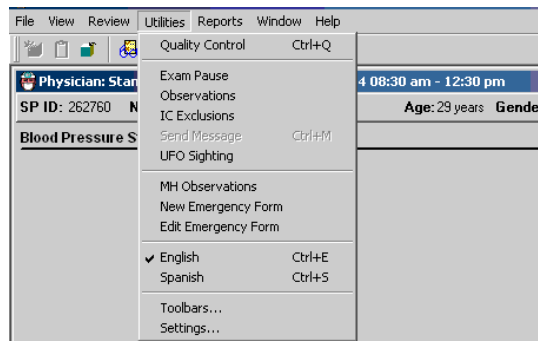 File View Review Utilities Reports Window Help
Quality Control Ctrl+Q
Physician: Stan
4 08:30 am - 12:30 pm
Exam Pause
SP ID: 262760 N
Age: 29 years Gende
Observations
IC Exclusions
Blood Pressure S
Send Message Ctrl+M
UFO Sighting
MH Observations
New Emergency Form
Edit Emergency Form
✓ English Ctrl+E
Spanish Ctrl+S
Toolbars...
Settings...